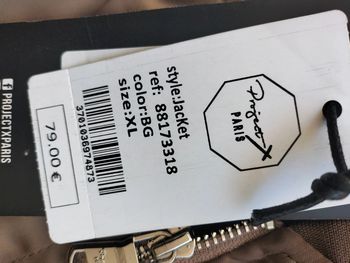 Project X
PARIS
style:JacKet
ref: 88173318
color:BG
size:XL
3701036974873
79.00 €
PROJECTXPARIS